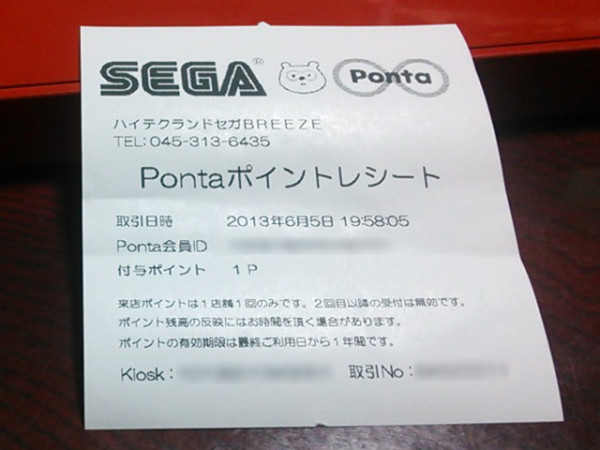 SEGA® Ponta
ハイテクランドセガBREEZE
TEL:045-313-6435
Pontaポイントレシート
取引日時 2013年6月5日 19:58:05
Ponta会員ID
付与ポイント 1P
来店ポイントは1店舗1回のみです。2回目以降の受付は無効です。
ポイント残高の反映にはお時間を頂く場合があります。
ポイントの有効期限は最終ご利用日から1年間です。
Kiosk: 取引No: